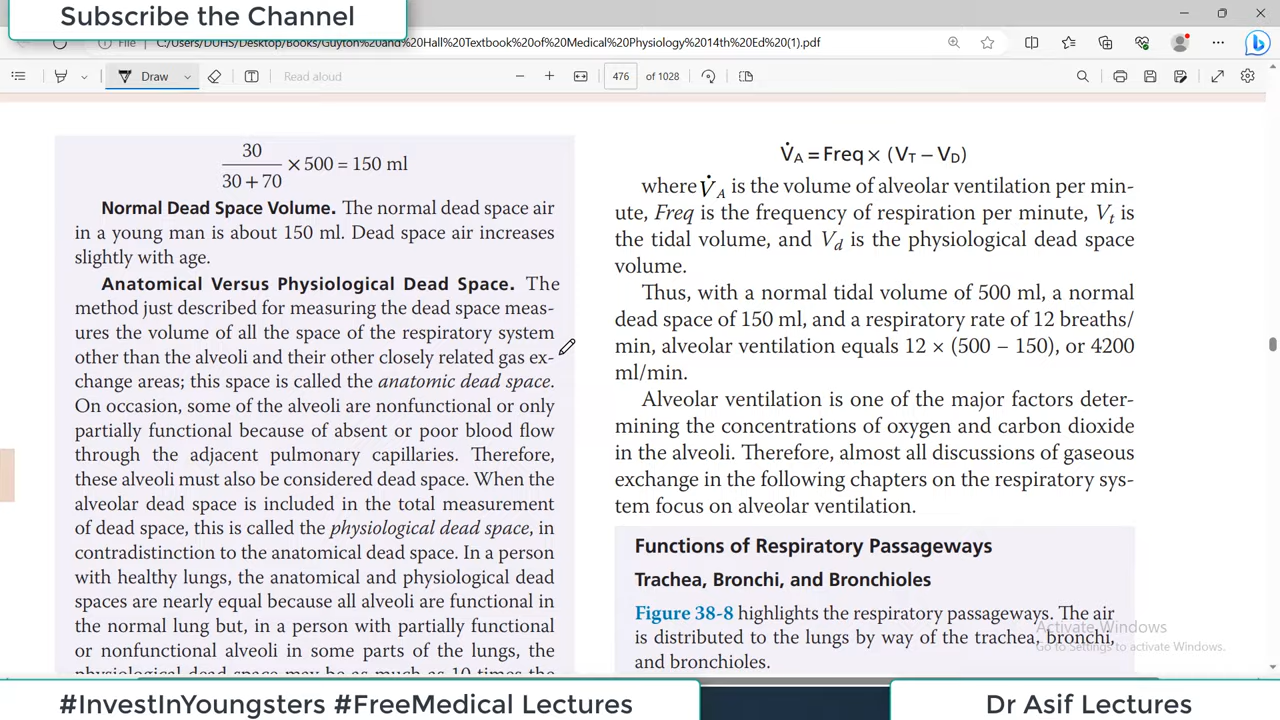 Subscribe the Channel
File
C:/Users/DUHS/Desktop/Books/Guyton%20and%20Hall%20Textbook%20of%20Medical%20Physiology%2014th%20Ed%20(1).pdf
Draw
Read aloud
476 of 1028
30
30 + 70
× 500 = 150 ml
Normal Dead Space Volume. The normal dead space air
in a young man is about 150 ml. Dead space air increases
slightly with age.
Anatomical Versus Physiological Dead Space. The
method just described for measuring the dead space meas-
ures the volume of all the space of the respiratory system
other than the alveoli and their other closely related gas ex-
change areas; this space is called the anatomic dead space.
On occasion, some of the alveoli are nonfunctional or only
partially functional because of absent or poor blood flow
through the adjacent pulmonary capillaries. Therefore,
these alveoli must also be considered dead space. When the
alveolar dead space is included in the total measurement
of dead space, this is called the physiological dead space, in
contradistinction to the anatomical dead space. In a person
with healthy lungs, the anatomical and physiological dead
spaces are nearly equal because all alveoli are functional in
the normal lung but, in a person with partially functional
or nonfunctional alveoli in some parts of the lungs, the
physiological dead space may be as much as 10 times the
V̇A = Freq × (VT – VD)
where V̇A is the volume of alveolar ventilation per min-
ute, Freq is the frequency of respiration per minute, Vt is
the tidal volume, and Vd is the physiological dead space
volume.
Thus, with a normal tidal volume of 500 ml, a normal
dead space of 150 ml, and a respiratory rate of 12 breaths/
min, alveolar ventilation equals 12 × (500 – 150), or 4200
ml/min.
Alveolar ventilation is one of the major factors deter-
mining the concentrations of oxygen and carbon dioxide
in the alveoli. Therefore, almost all discussions of gaseous
exchange in the following chapters on the respiratory sys-
tem focus on alveolar ventilation.
Functions of Respiratory Passageways
Trachea, Bronchi, and Bronchioles
Figure 38-8 highlights the respiratory passageways. The air
is distributed to the lungs by way of the trachea, bronchi,
and bronchioles.
Activate Windows
Go to Settings to activate Windows.
#InvestInYoungsters #FreeMedical Lectures
Dr Asif Lectures